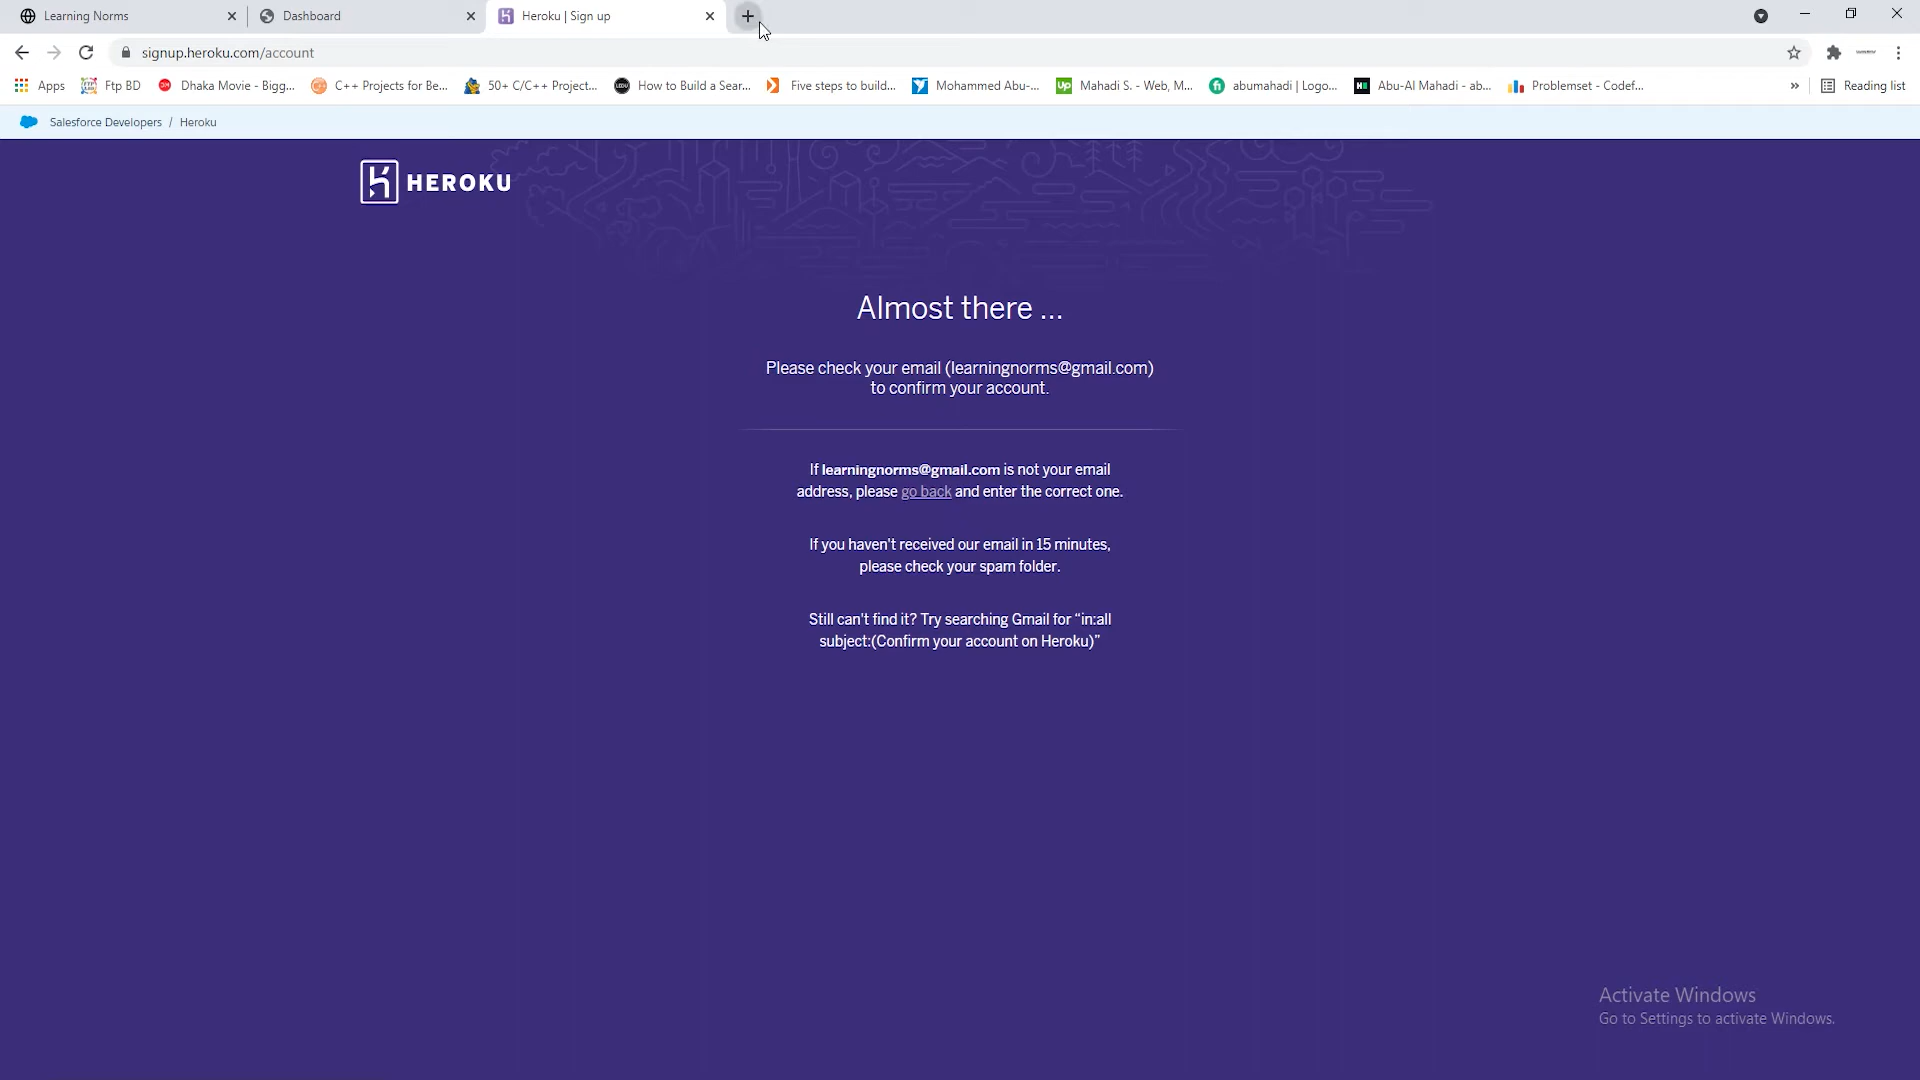 Learning Norms
Dashboard
Heroku | Sign up
signup.heroku.com/account
Apps
Ftp BD
Dhaka Movie - Bigg...
C++ Projects for Be...
50+ C/C++ Project...
How to Build a Sear...
Five steps to build...
Mohammed Abu-...
Mahadi S. - Web, M...
abumahadi | Logo...
Abu-Al Mahadi - ab...
Problemset - Codef...
»
Reading list
Salesforce Developers / Heroku
HEROKU
Almost there ...
Please check your email (learningnorms@gmail.com)
to confirm your account.
If learningnorms@gmail.com is not your email
address, please go back and enter the correct one.
If you haven't received our email in 15 minutes,
please check your spam folder.
Still can't find it? Try searching Gmail for “in:all
subject:(Confirm your account on Heroku)”
Activate Windows
Go to Settings to activate Windows.